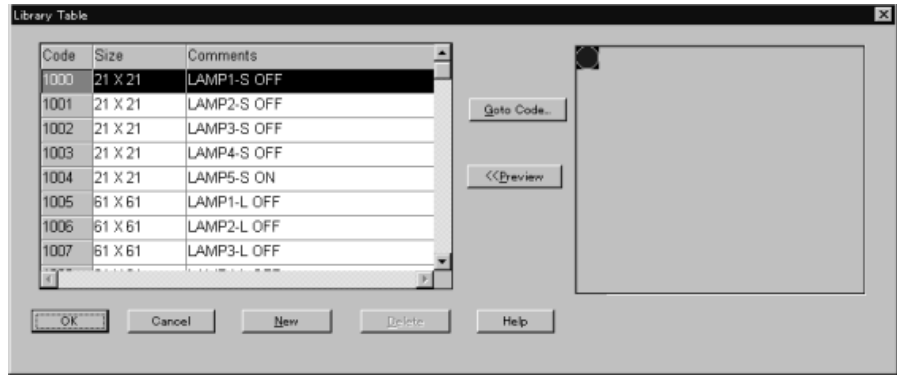 Library Table
Code Size Comments
1000 21 X 21 LAMP1-S OFF
1001 21 X 21 LAMP2-S OFF
1002 21 X 21 LAMP3-S OFF
1003 21 X 21 LAMP4-S OFF
1004 21 X 21 LAMP5-S ON
1005 61 X 61 LAMP1-L OFF
1006 61 X 61 LAMP2-L OFF
1007 61 X 61 LAMP3-L OFF
Goto Code...
<<Preview
OK Cancel New Delete Help